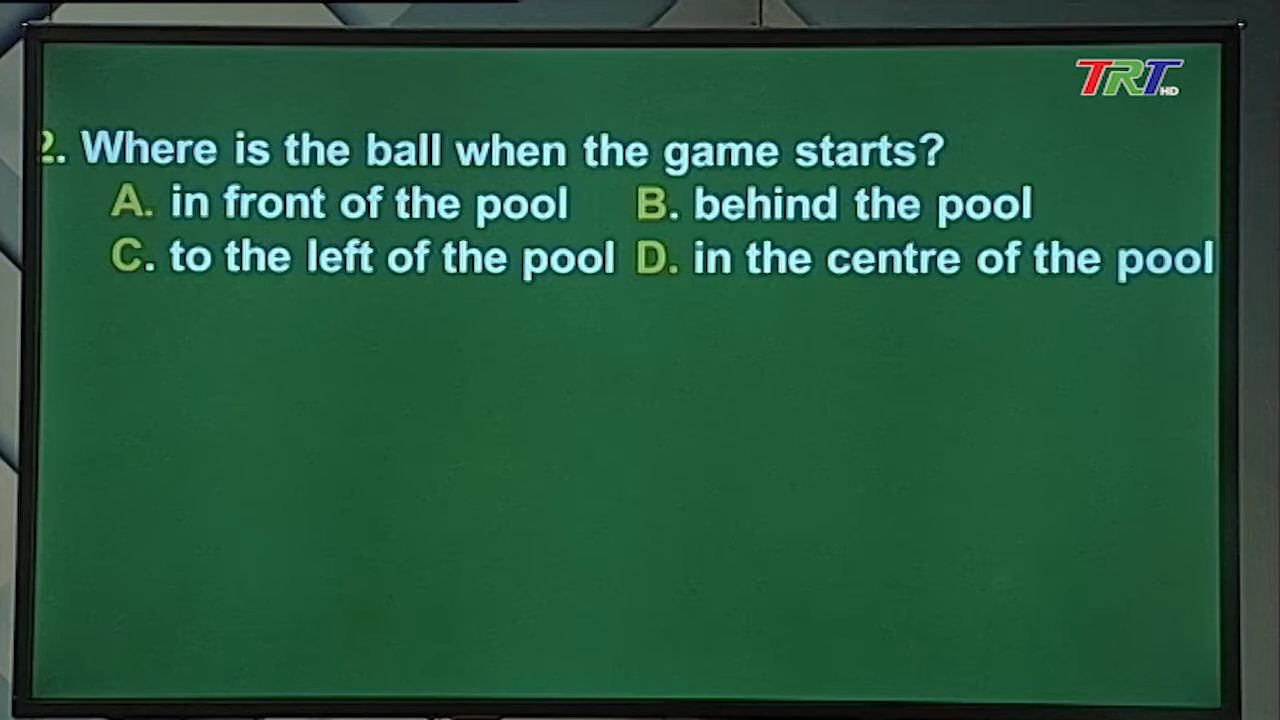 TRT HD
2. Where is the ball when the game starts?
A. in front of the pool B. behind the pool
C. to the left of the pool D. in the centre of the pool